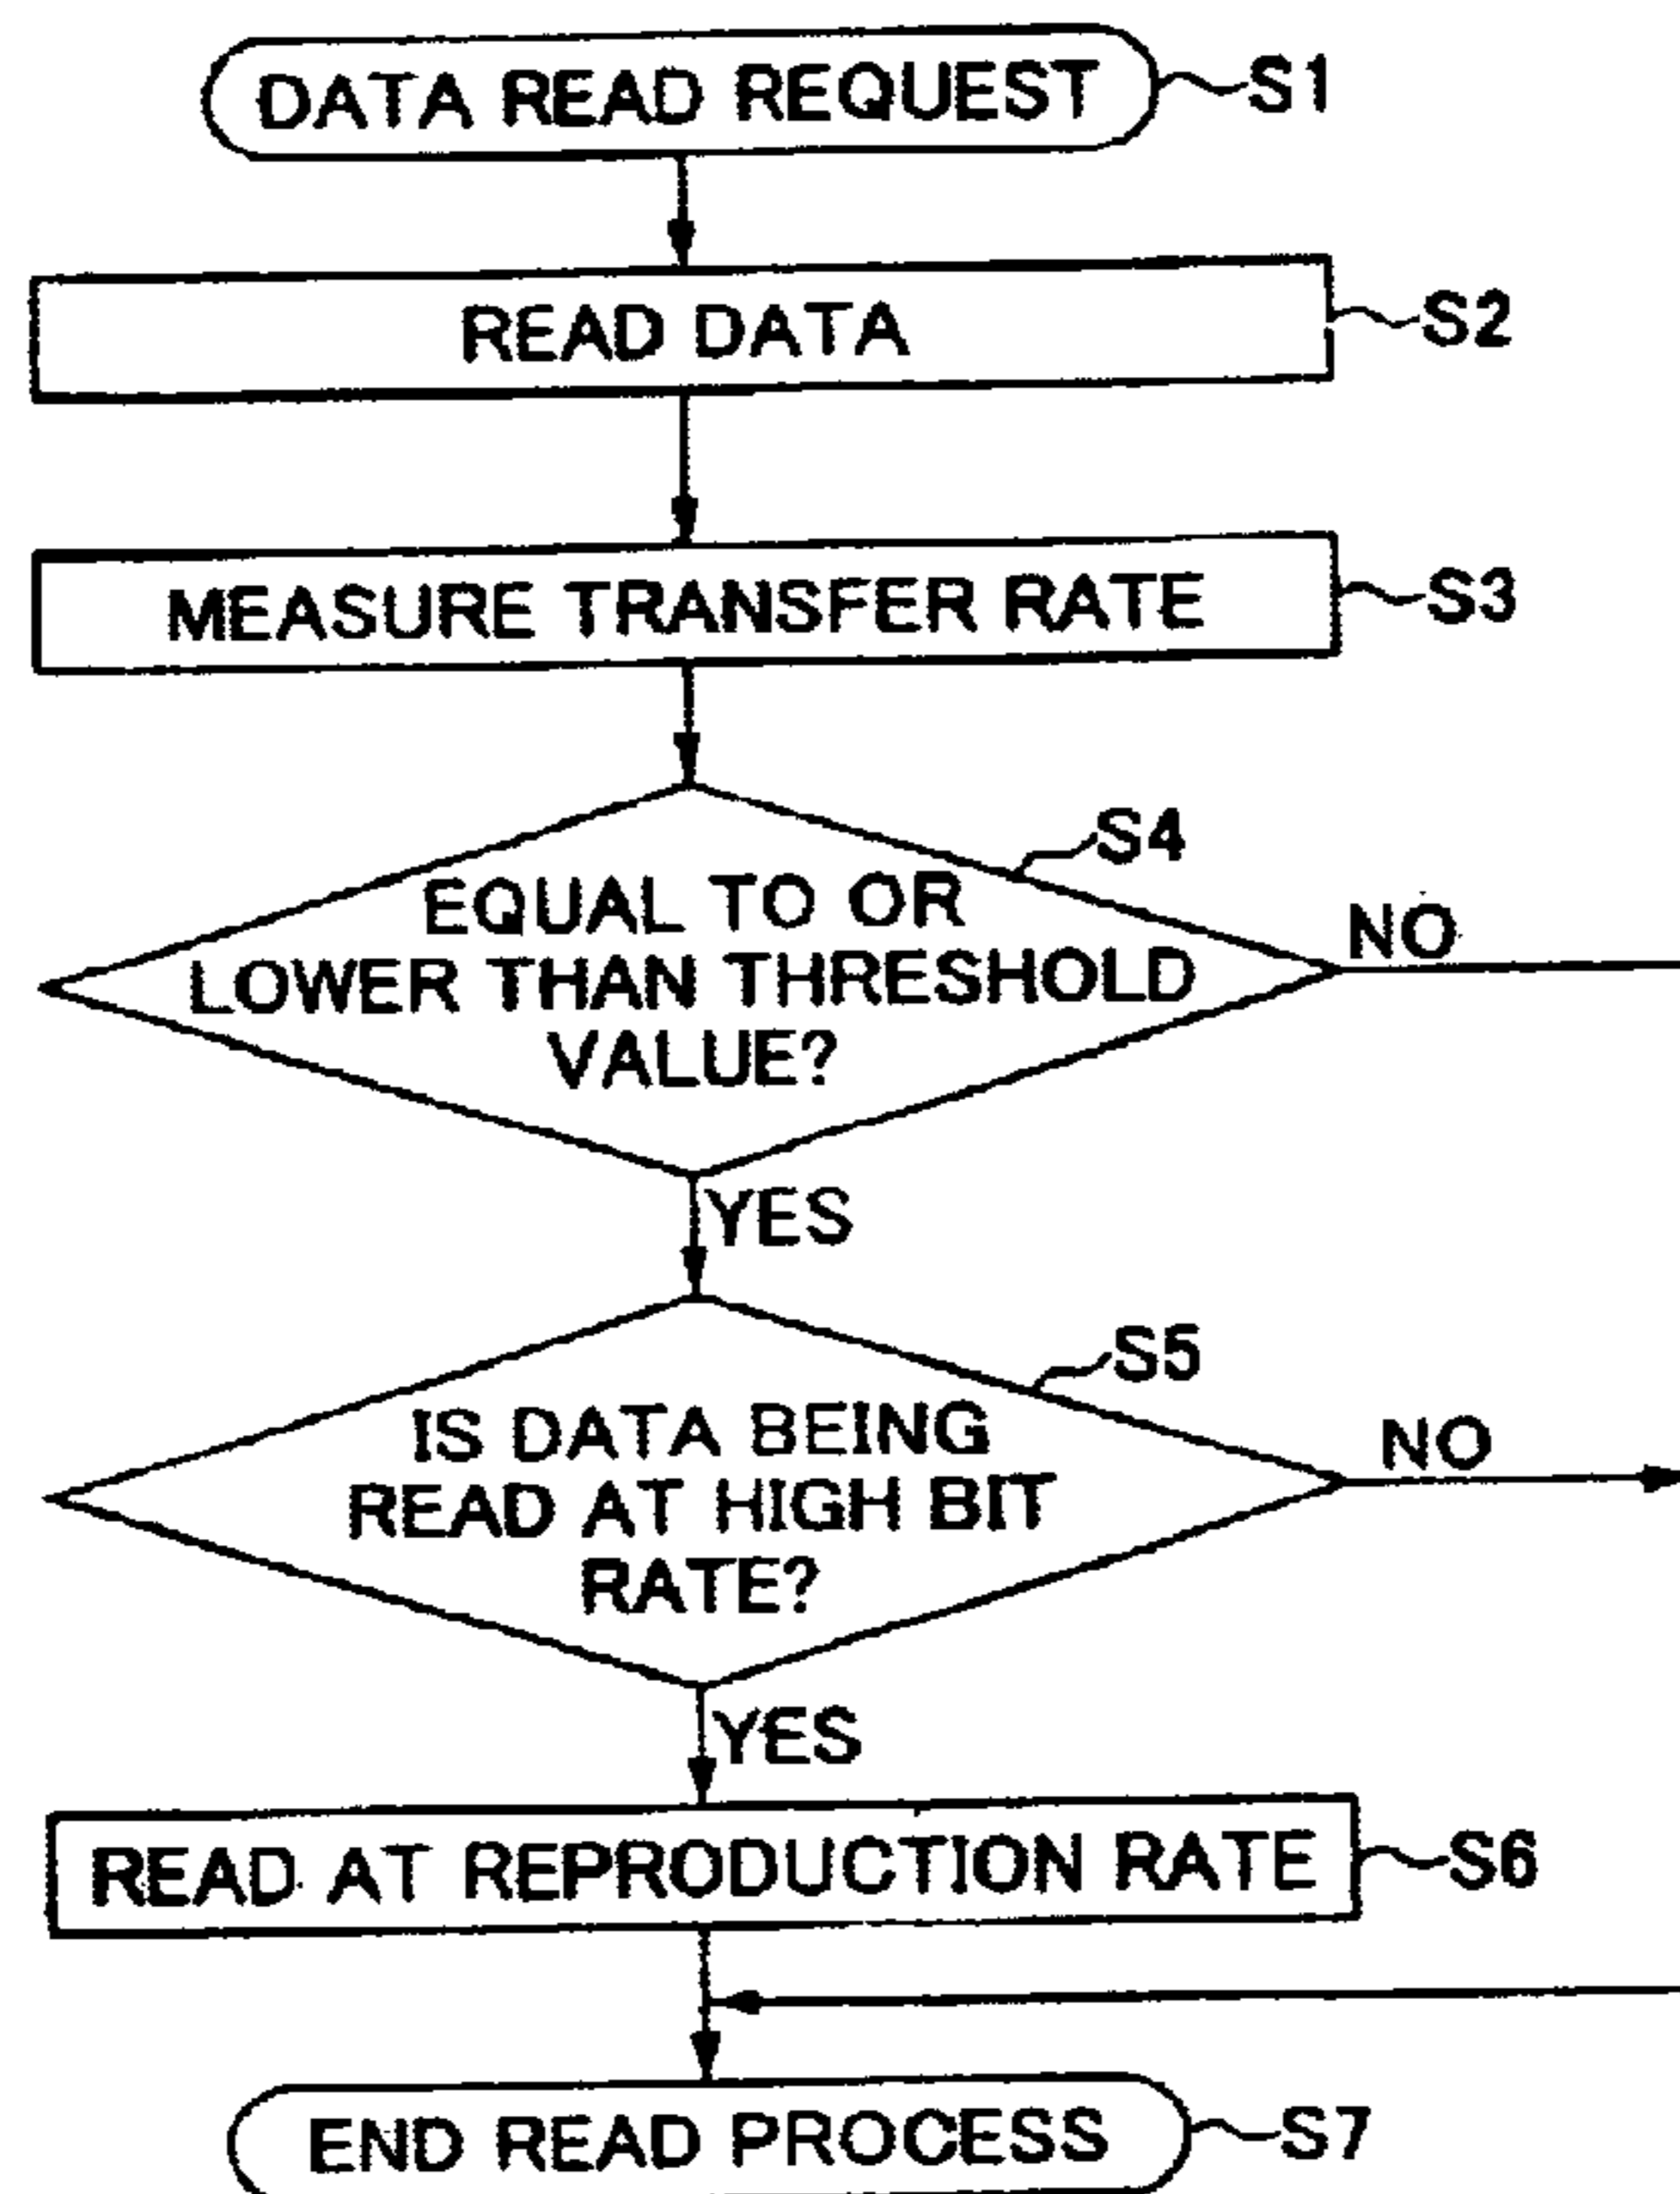 DATA READ REQUEST S1
READ DATA S2
MEASURE TRANSFER RATE S3
S4
EQUAL TO OR
NO
LOWER THAN THRESHOLD
VALUE?
YES
S5
IS DATA BEING
NO
READ AT HIGH BIT
RATE?
YES
READ AT REPRODUCTION RATE S6
END READ PROCESS S7